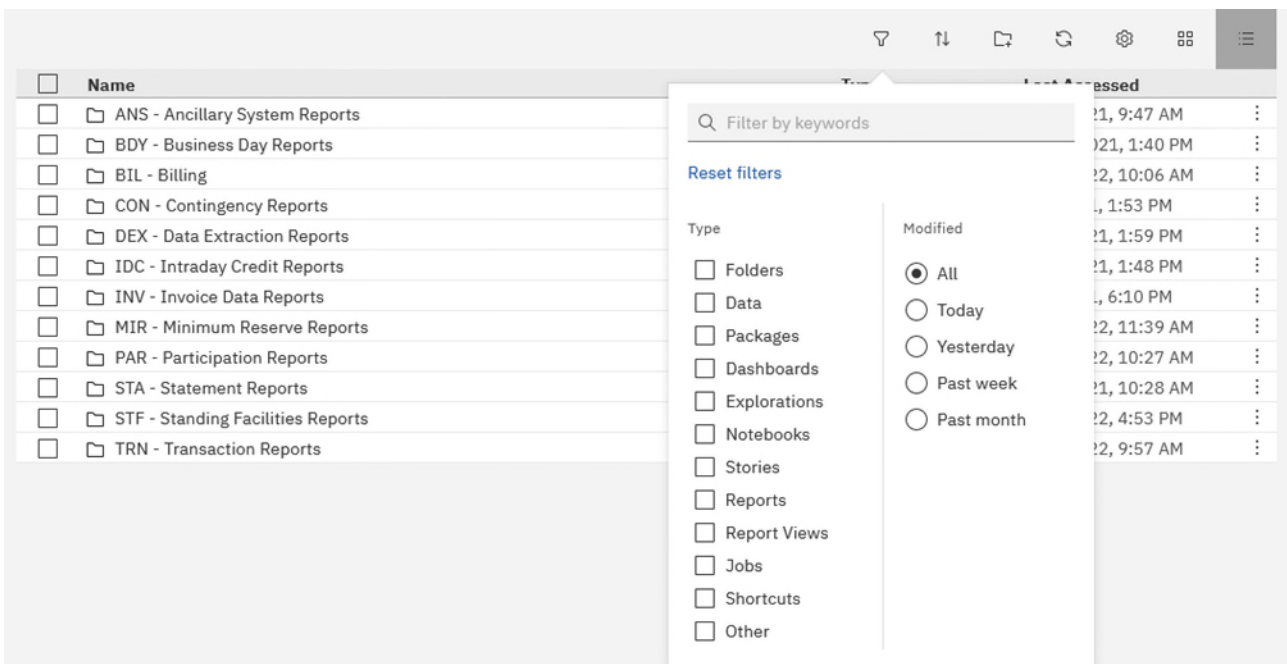 Name
essed
ANS - Ancillary System Reports
21, 9:47 AM
BDY - Business Day Reports
021, 1:40 PM
BIL - Billing
22, 10:06 AM
CON - Contingency Reports
, 1:53 PM
DEX - Data Extraction Reports
21, 1:59 PM
IDC - Intraday Credit Reports
21, 1:48 PM
INV - Invoice Data Reports
, 6:10 PM
MIR - Minimum Reserve Reports
22, 11:39 AM
PAR - Participation Reports
22, 10:27 AM
STA - Statement Reports
21, 10:28 AM
STF - Standing Facilities Reports
22, 4:53 PM
TRN - Transaction Reports
22, 9:57 AM
Filter by keywords
Reset filters
Type
Folders
Data
Packages
Dashboards
Explorations
Notebooks
Stories
Reports
Report Views
Jobs
Shortcuts
Other
Modified
All
Today
Yesterday
Past week
Past month